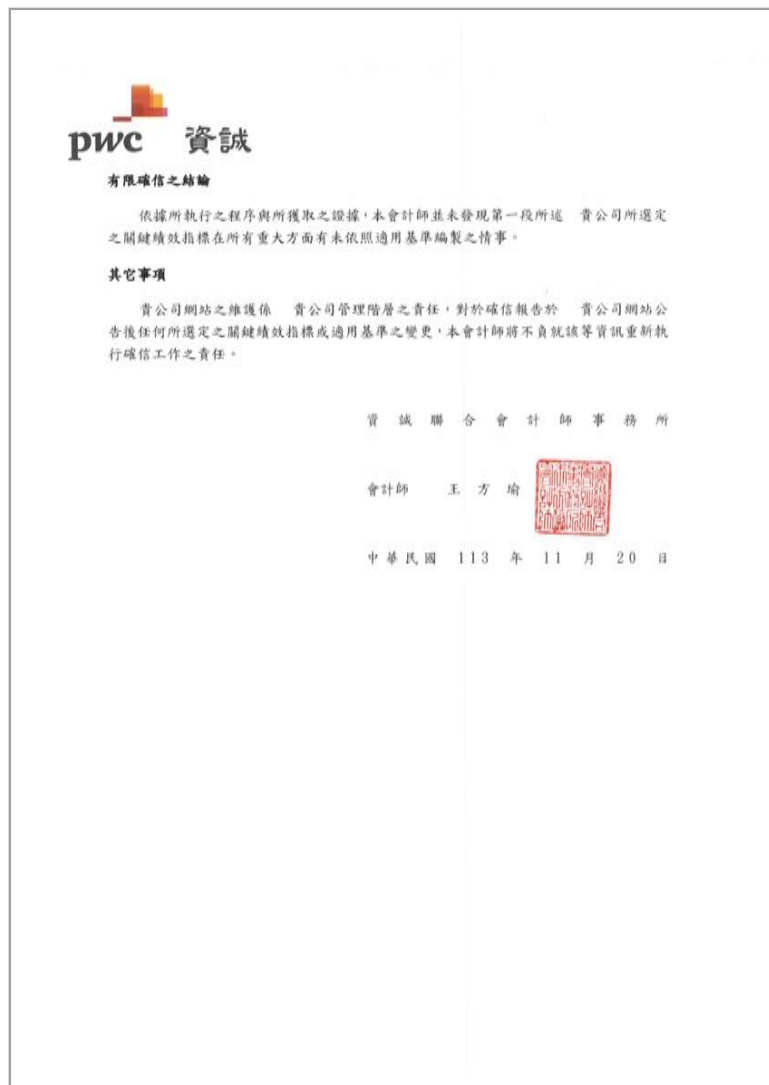 pwc 資誠
有限確信之結論
依據所執行之程序與所獲取之證據，本會計師並未發現第一段所述　貴公司所選定
之關鍵績效指標在所有重大方面有未依照適用基準編製之情事。
其它事項
貴公司網站之維護係　貴公司管理階層之責任，對於確信報告於　貴公司網站公
告後任何所選定之關鍵績效指標或適用基準之變更，本會計師將不負就該等資訊重新執
行確信工作之責任。
資誠聯合會計師事務所
會計師　王方瑜
中華民國 113 年 11 月 20 日